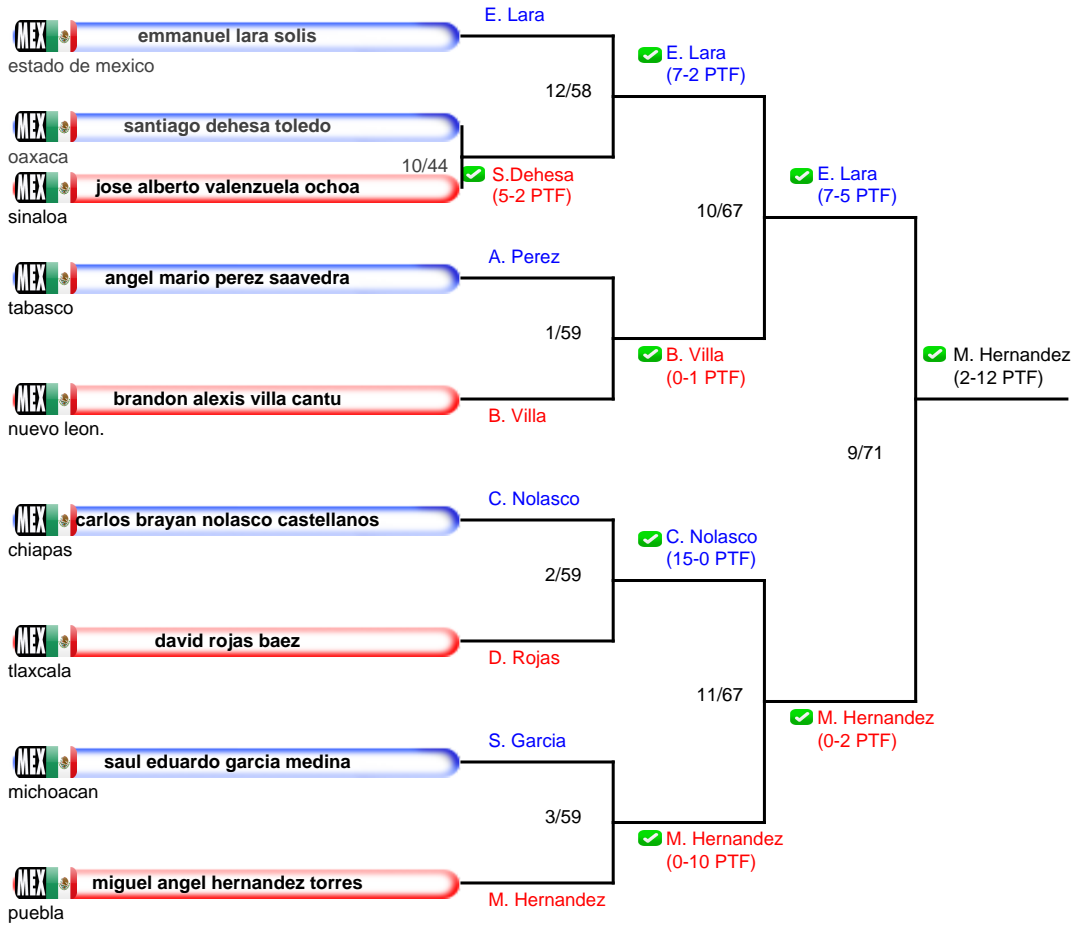 E. Lara
MEX emmanuel lara solis
estado de mexico
E. Lara
(7-2 PTF)
12/58
MEX santiago dehesa toledo
oaxaca
10/44
S.Dehesa
(5-2 PTF)
MEX jose alberto valenzuela ochoa
sinaloa
E. Lara
(7-5 PTF)
10/67
A. Perez
MEX angel mario perez saavedra
tabasco
1/59
B. Villa
(0-1 PTF)
MEX brandon alexis villa cantu
nuevo leon.
B. Villa
M. Hernandez
(2-12 PTF)
9/71
C. Nolasco
MEX carlos brayan nolasco castellanos
chiapas
C. Nolasco
(15-0 PTF)
2/59
MEX david rojas baez
tlaxcala
D. Rojas
11/67
M. Hernandez
(0-2 PTF)
S. Garcia
MEX saul eduardo garcia medina
michoacan
3/59
M. Hernandez
(0-10 PTF)
MEX miguel angel hernandez torres
puebla
M. Hernandez